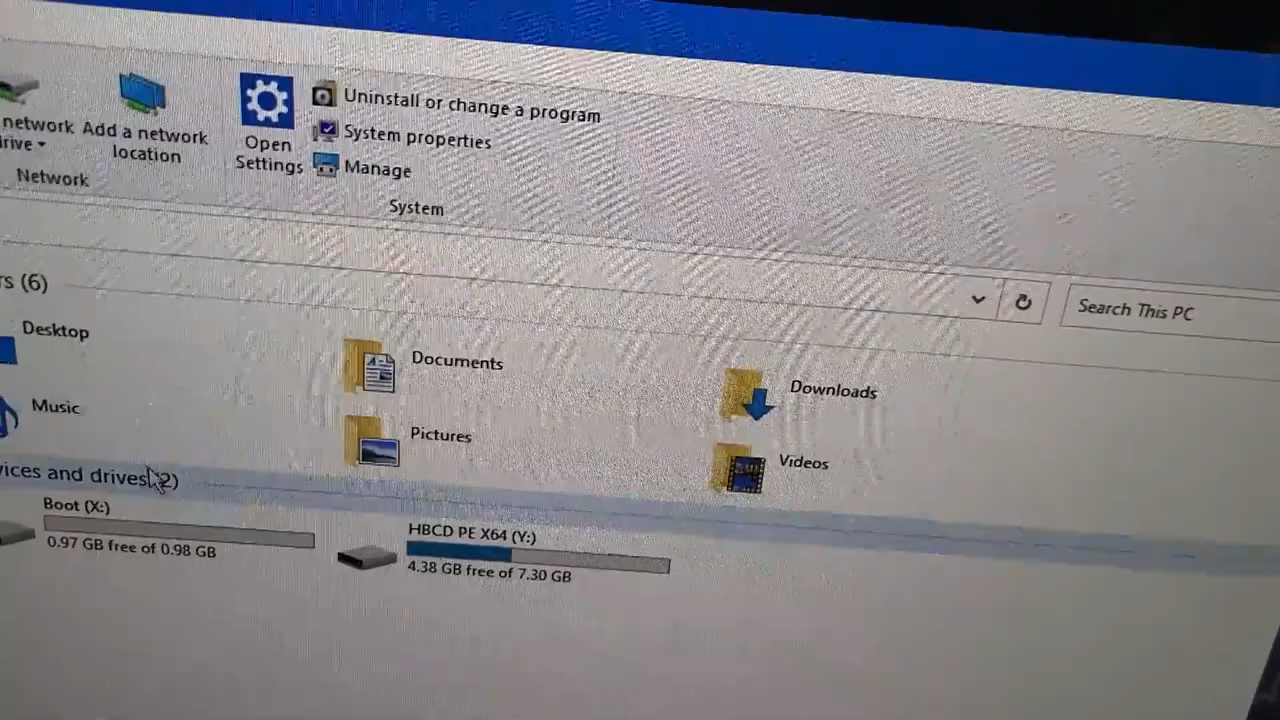 network
drive
Add a network
location
Network
Open
Settings
Uninstall or change a program
System properties
Manage
System
rs (6)
Search This PC
Desktop
Documents
Downloads
Music
Pictures
Videos
vices and drives (2)
Boot (X:)
0.97 GB free of 0.98 GB
HBCD PE X64 (Y:)
4.38 GB free of 7.30 GB